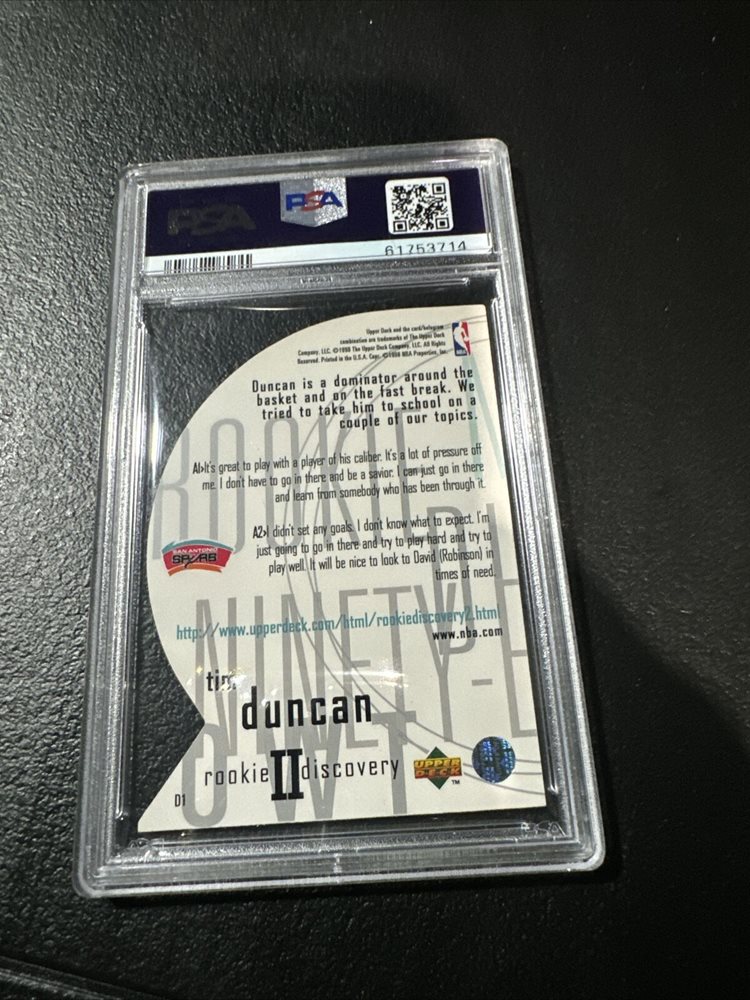 PSA
PSA
61753714
Upper Deck and the card/hologram
combination are trademarks of The Upper Deck
Company, LLC. ©1998 The Upper Deck Company, LLC. All Rights
Reserved. Printed in the U.S.A. Copr. ©1998 NBA Properties, Inc.
NBA
Duncan is a dominator around the
basket and on the fast break. We
tried to take him to school on a
couple of our topics.
ROOKIE
A1>It's great to play with a player of his caliber. It's a lot of pressure off
me. I don't have to go in there and be a savior. I can just go in there
and learn from somebody who has been through it.
A2>I didn't set any goals. I don't know what to expect. I'm
just going to go in there and try to play hard and try to
play well. It will be nice to look to David (Robinson) in
times of need.
SAN ANTONIO
SPURS
http://www.upperdeck.com/html/rookiediscovery2.html
www.nba.com
NINETY-E
tim
duncan
rookie II discovery
D1
UPPER
DECK
TM
PSA